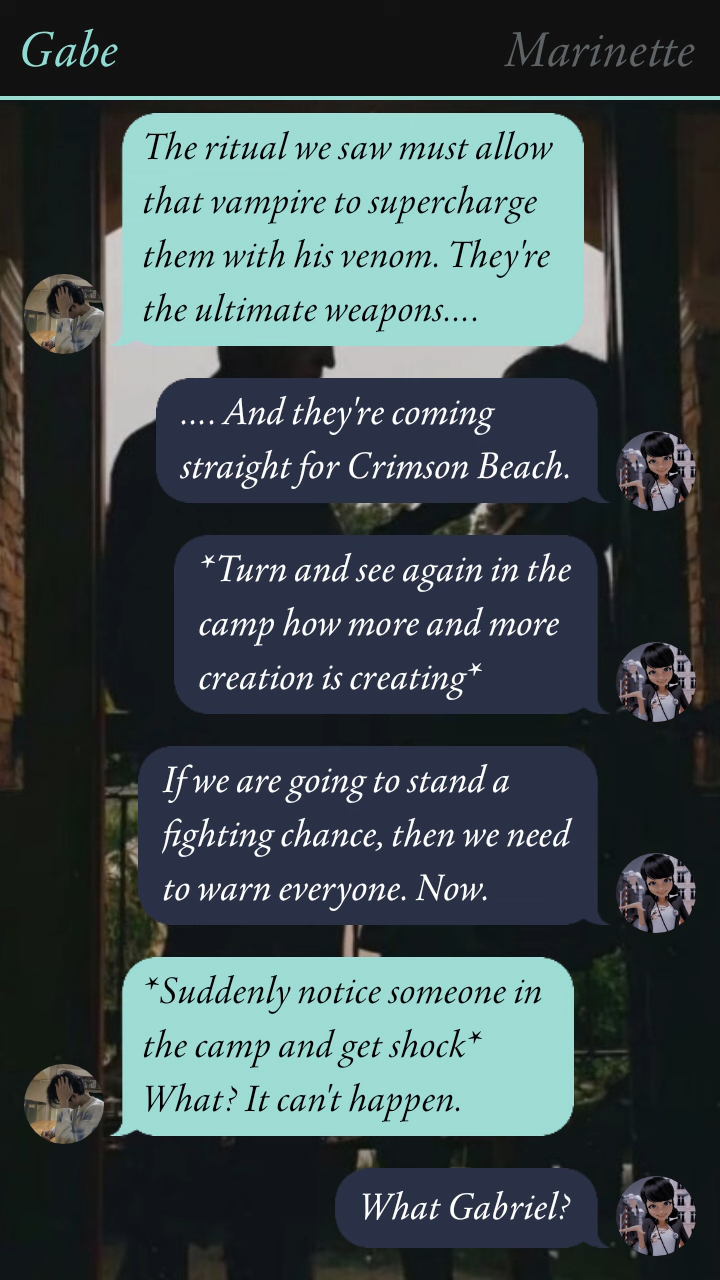 Gabe
Marinette
The ritual we saw must allow
that vampire to supercharge
them with his venom. They're
the ultimate weapons....
.... And they're coming
straight for Crimson Beach.
*Turn and see again in the
camp how more and more
creation is creating*
If we are going to stand a
fighting chance, then we need
to warn everyone. Now.
*Suddenly notice someone in
the camp and get shock*
What? It can't happen.
What Gabriel?